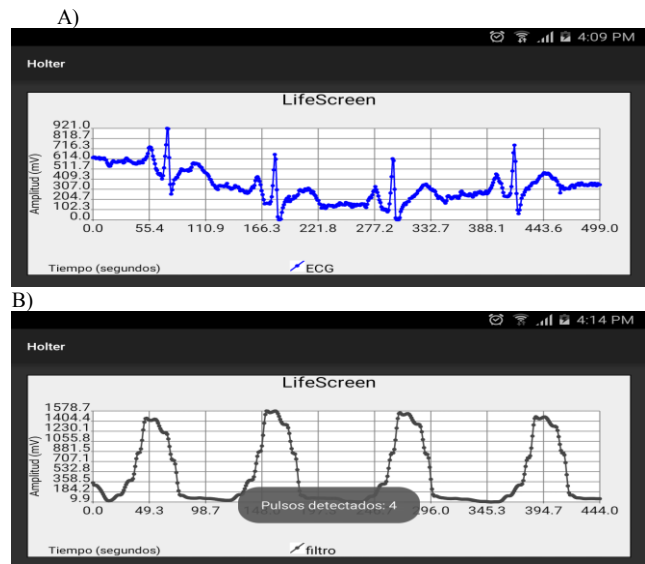 A)
4:09 PM
Holter
LifeScreen
Amplitud (mV)
921.0
818.7
716.3
614.0
511.7
409.3
307.0
204.7
102.3
0.0
0.0 55.4 110.9 166.3 221.8 277.2 332.7 388.1 443.6 499.0
Tiempo (segundos) ECG
B)
4:14 PM
Holter
LifeScreen
Amplitud (mV)
1578.7
1404.4
1230.1
1055.8
881.5
707.1
532.8
358.5
184.2
9.9
Pulsos detectados: 4
0.0 49.3 98.7 296.0 345.3 394.7 444.0
Tiempo (segundos) filtro